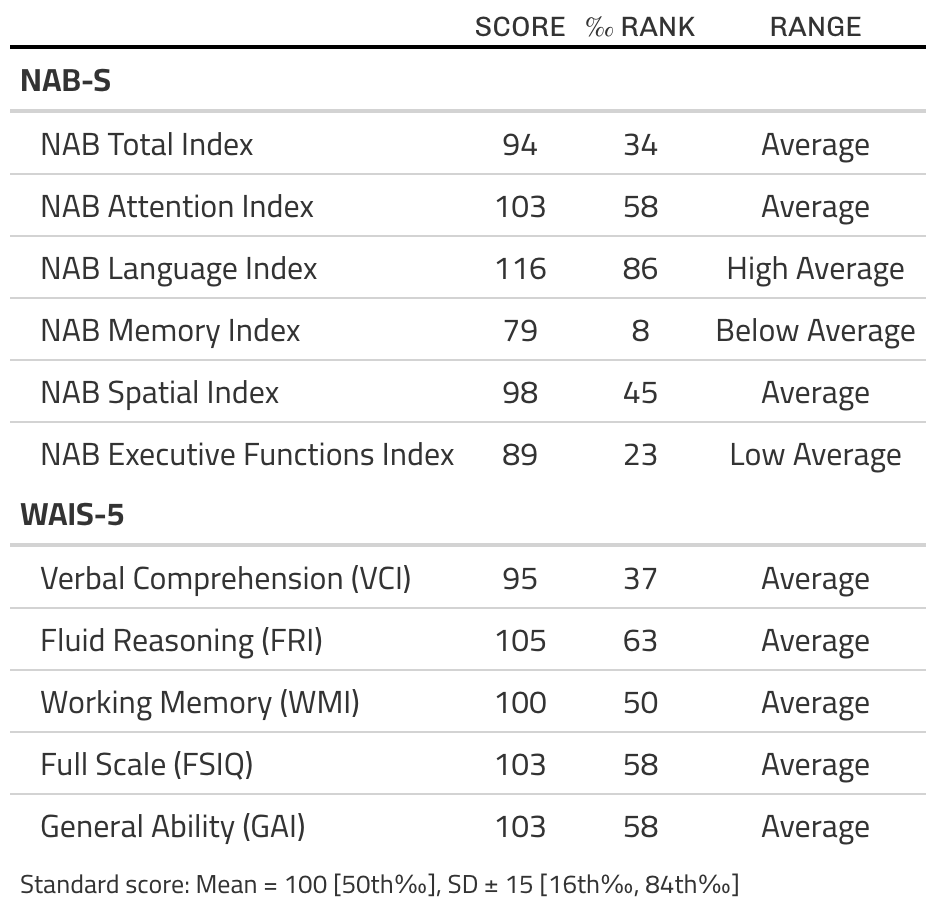 SCORE ‰ RANK RANGE
NAB-S
NAB Total Index 94 34 Average
NAB Attention Index 103 58 Average
NAB Language Index 116 86 High Average
NAB Memory Index 79 8 Below Average
NAB Spatial Index 98 45 Average
NAB Executive Functions Index 89 23 Low Average
WAIS-5
Verbal Comprehension (VCI) 95 37 Average
Fluid Reasoning (FRI) 105 63 Average
Working Memory (WMI) 100 50 Average
Full Scale (FSIQ) 103 58 Average
General Ability (GAI) 103 58 Average
Standard score: Mean = 100 [50th‰], SD ± 15 [16th‰, 84th‰]